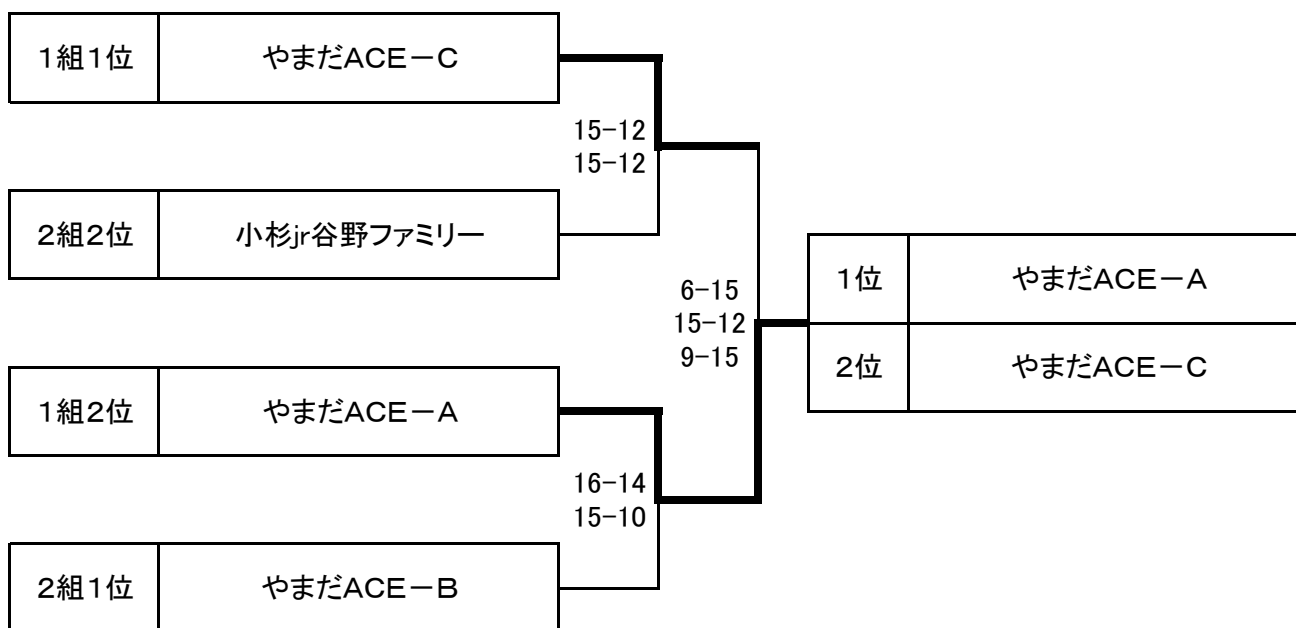 1組1位 やまだACE－C
15-12
15-12
2組2位 小杉jr谷野ファミリー
6-15
15-12
9-15
1位 やまだACE－A
2位 やまだACE－C
1組2位 やまだACE－A
16-14
15-10
2組1位 やまだACE－B